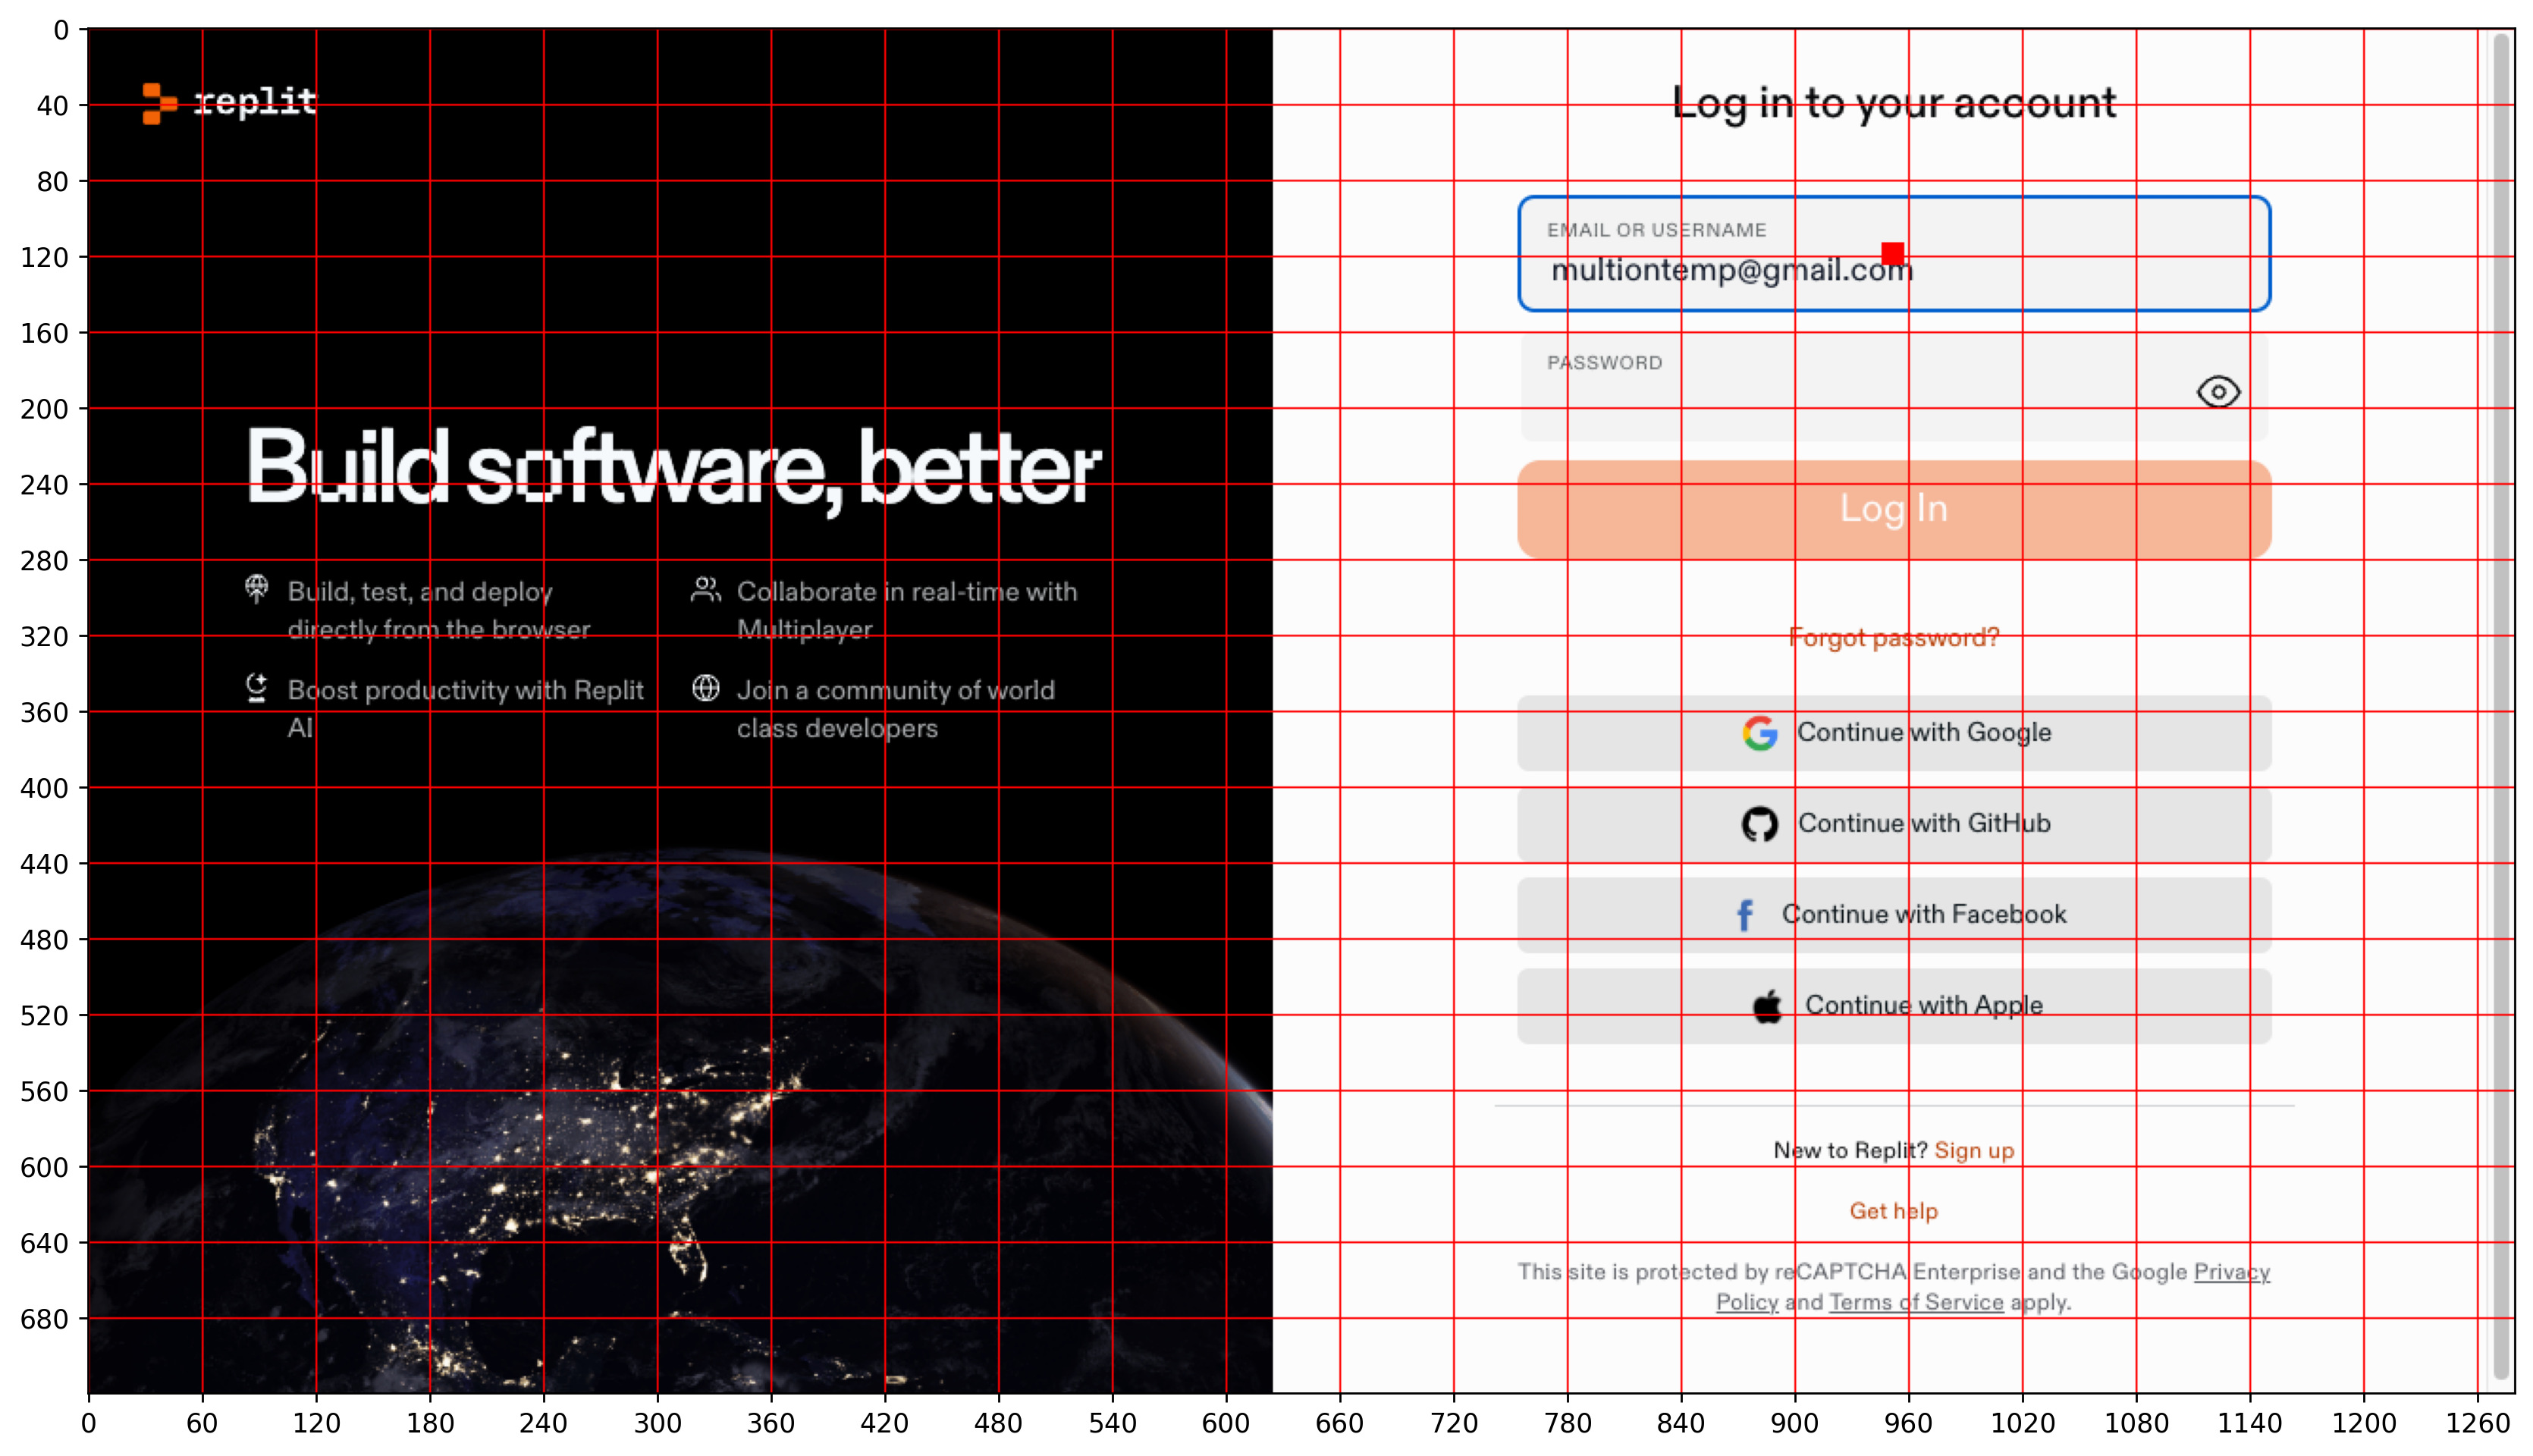 replit
Build software, better
Build, test, and deploy
directly from the browser
Collaborate in real-time with
Multiplayer
Boost productivity with Replit
AI
Join a community of world
class developers
Log in to your account
EMAIL OR USERNAME
multiontemp@gmail.com
PASSWORD
Log In
Forgot password?
Continue with Google
Continue with GitHub
Continue with Facebook
Continue with Apple
New to Replit? Sign up
Get help
This site is protected by reCAPTCHA Enterprise and the Google Privacy
Policy and Terms of Service apply.
0
40
80
120
160
200
240
280
320
360
400
440
480
520
560
600
640
680
0 60 120 180 240 300 360 420 480 540 600 660 720 780 840 900 960 1020 1080 1140 1200 1260